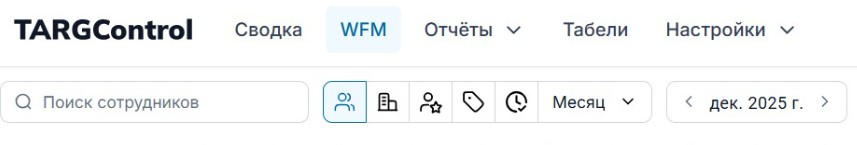 TARGControl Сводка WFM Отчёты Табели Настройки
Поиск сотрудников Месяц дек. 2025 г.